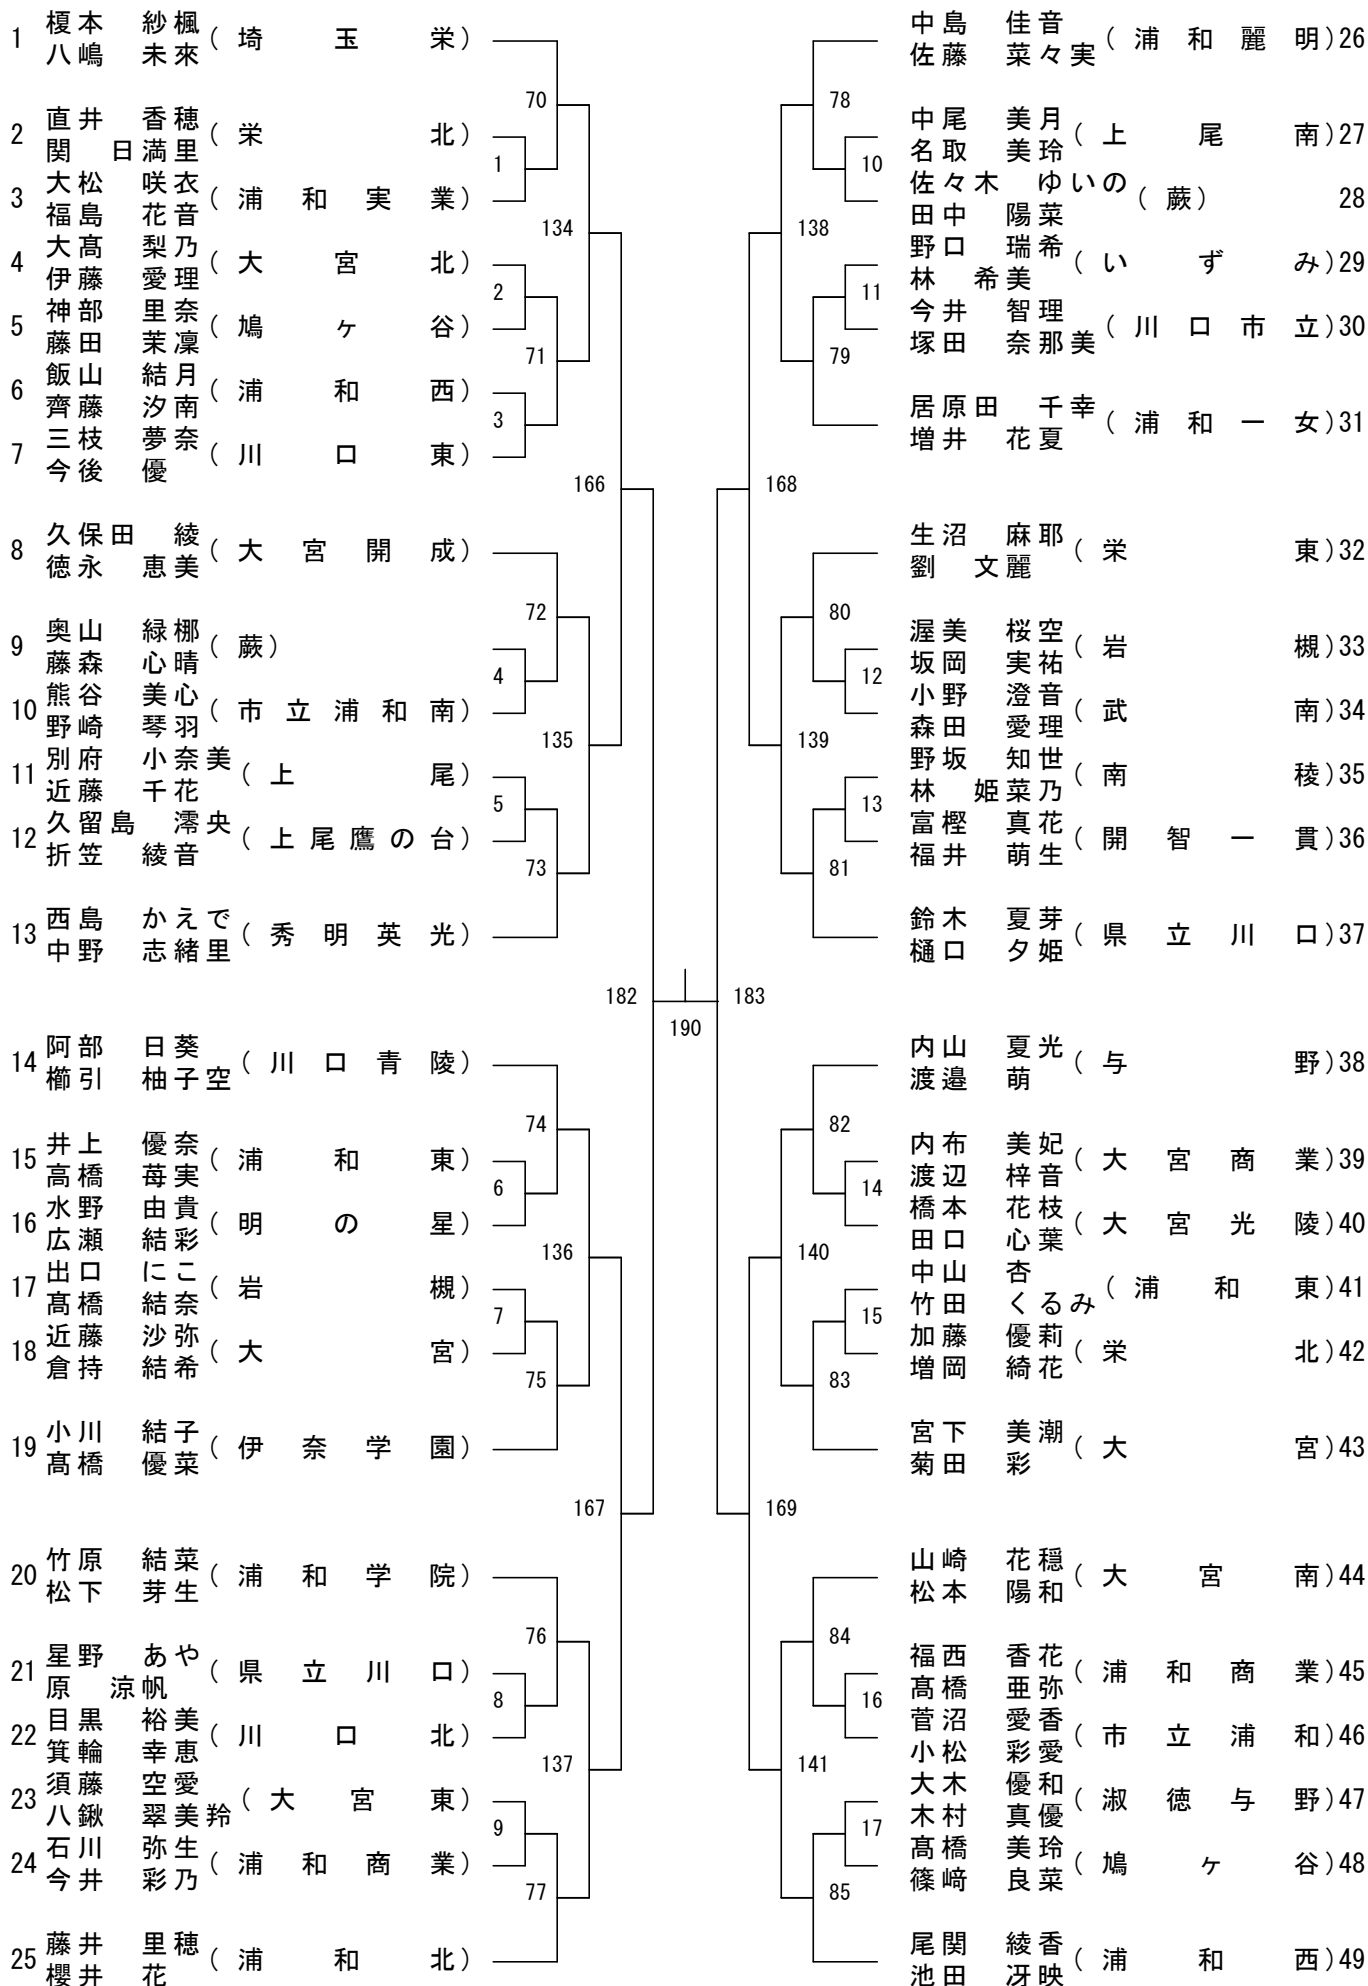 1 榎本 紗楓 (埼玉栄)
八嶋 未來
2 直井 香穂 (栄北)
関 日満里
3 大松 咲衣 (浦和実業)
福島 花音
4 大髙 梨乃 (大宮北)
伊藤 愛理
5 神部 里奈 (鳩ヶ谷)
藤田 茉凜
6 飯山 結月 (浦和西)
齊藤 汐南
7 三枝 夢奈 (川口東)
今後 優
8 久保田 綾 (大宮開成)
徳永 恵美
9 奥山 緑梛 (蕨)
藤森 心晴
10 熊谷 美心 (市立浦和南)
野崎 琴羽
11 別府 小奈美 (上尾)
近藤 千花
12 久留島 澪央 (上尾鷹の台)
折笠 綾音
13 西島 かえで (秀明英光)
中野 志緒里
14 阿部 日葵 (川口青陵)
櫛引 柚子空
15 井上 優奈 (浦和東)
高橋 苺実
16 水野 由貴 (明の星)
広瀬 結彩
17 出口 にこ (岩槻)
髙橋 結奈
18 近藤 沙弥 (大宮)
倉持 結希
19 小川 結子 (伊奈学園)
髙橋 優菜
20 竹原 結菜 (浦和学院)
松下 芽生
21 星野 あや (県立川口)
原 涼帆
22 目黒 裕美 (川口北)
箕輪 幸恵
23 須藤 空愛 (大宮東)
八鍬 翠美羚
24 石川 弥生 (浦和商業)
今井 彩乃
25 藤井 里穂 (浦和北)
櫻井 花
70
1
134
2
71
3
166
72
4
135
5
73
182
74
6
136
7
75
167
76
8
137
9
77
190
78
10
138
11
79
168
80
12
139
13
81
183
82
14
140
15
83
169
84
16
141
17
85
中島 佳音 (浦和麗明) 26
佐藤 菜々実
中尾 美月 (上尾南) 27
名取 美玲
佐々木 ゆいの (蕨) 28
田中 陽菜
野口 瑞希 (いずみ) 29
林 希美
今井 智理 (川口市立) 30
塚田 奈那美
居原田 千幸 (浦和一女) 31
増井 花夏
生沼 麻耶 (栄東) 32
劉 文麗
渥美 桜空 (岩槻) 33
坂岡 実祐
小野 澄音 (武南) 34
森田 愛理
野坂 知世 (南稜) 35
林 姫菜乃
富樫 真花 (開智一貫) 36
福井 萌生
鈴木 夏芽 (県立川口) 37
樋口 夕姫
内山 夏光 (与野) 38
渡邉 萌
内布 美妃 (大宮商業) 39
渡辺 梓音
橋本 花枝 (大宮光陵) 40
田口 心葉
中山 杏 (浦和東) 41
竹田 くるみ
加藤 優莉 (栄北) 42
増岡 綺花
宮下 美潮 (大宮) 43
菊田 彩
山崎 花穏 (大宮南) 44
松本 陽和
福西 香花 (浦和商業) 45
髙橋 亜弥
菅沼 愛香 (市立浦和) 46
小松 彩愛
大木 優和 (淑徳与野) 47
木村 真優
髙橋 美玲 (鳩ヶ谷) 48
篠﨑 良菜
尾関 綾香 (浦和西) 49
池田 冴映